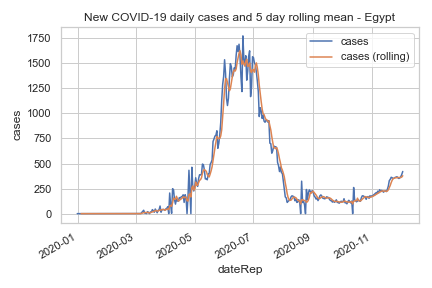 New COVID-19 daily cases and 5 day rolling mean - Egypt
cases
cases (rolling)
1750
1500
1250
1000
750
500
250
0
cases
2020-01
2020-03
2020-05
2020-07
2020-09
2020-11
dateRep